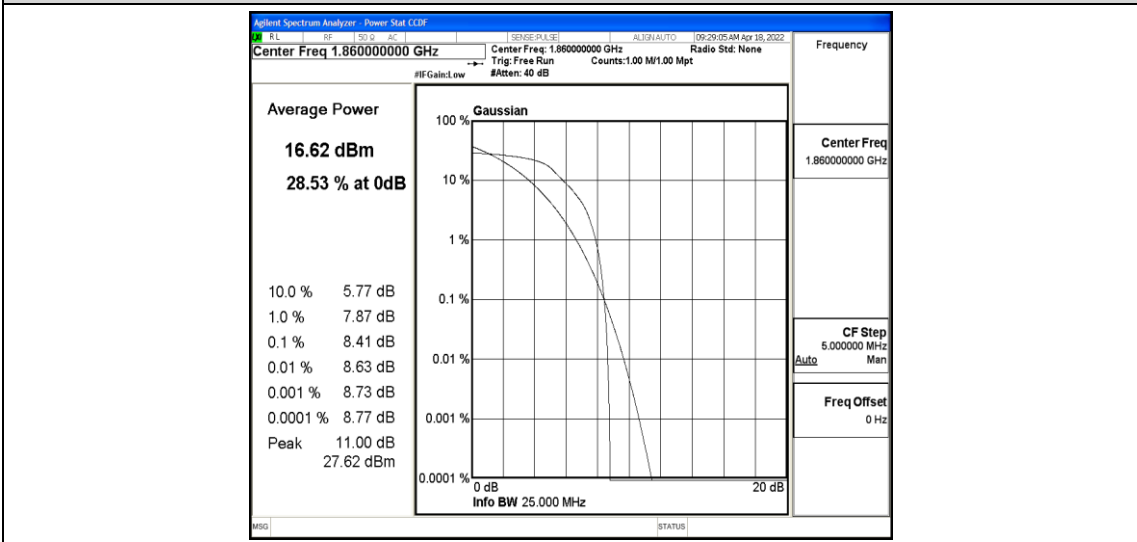 Agilent Spectrum Analyzer - Power Stat CCDF
LXI RL RF 50 Ω AC SENSE:PULSE ALIGNAUTO 09:29:05 AM Apr 18, 2022
Center Freq 1.860000000 GHz
Center Freq: 1.860000000 GHz Radio Std: None
Trig: Free Run Counts:1.00 M/1.00 Mpt
#IFGain:Low #Atten: 40 dB
Frequency
Average Power
16.62 dBm
28.53 % at 0dB
10.0 % 5.77 dB
1.0 % 7.87 dB
0.1 % 8.41 dB
0.01 % 8.63 dB
0.001 % 8.73 dB
0.0001 % 8.77 dB
Peak 11.00 dB
27.62 dBm
Gaussian
100 %
10 %
1 %
0.1 %
0.01 %
0.001 %
0.0001 %
0 dB 20 dB
Info BW 25.000 MHz
Center Freq
1.860000000 GHz
CF Step
5.000000 MHz
Auto Man
Freq Offset
0 Hz
MSG STATUS